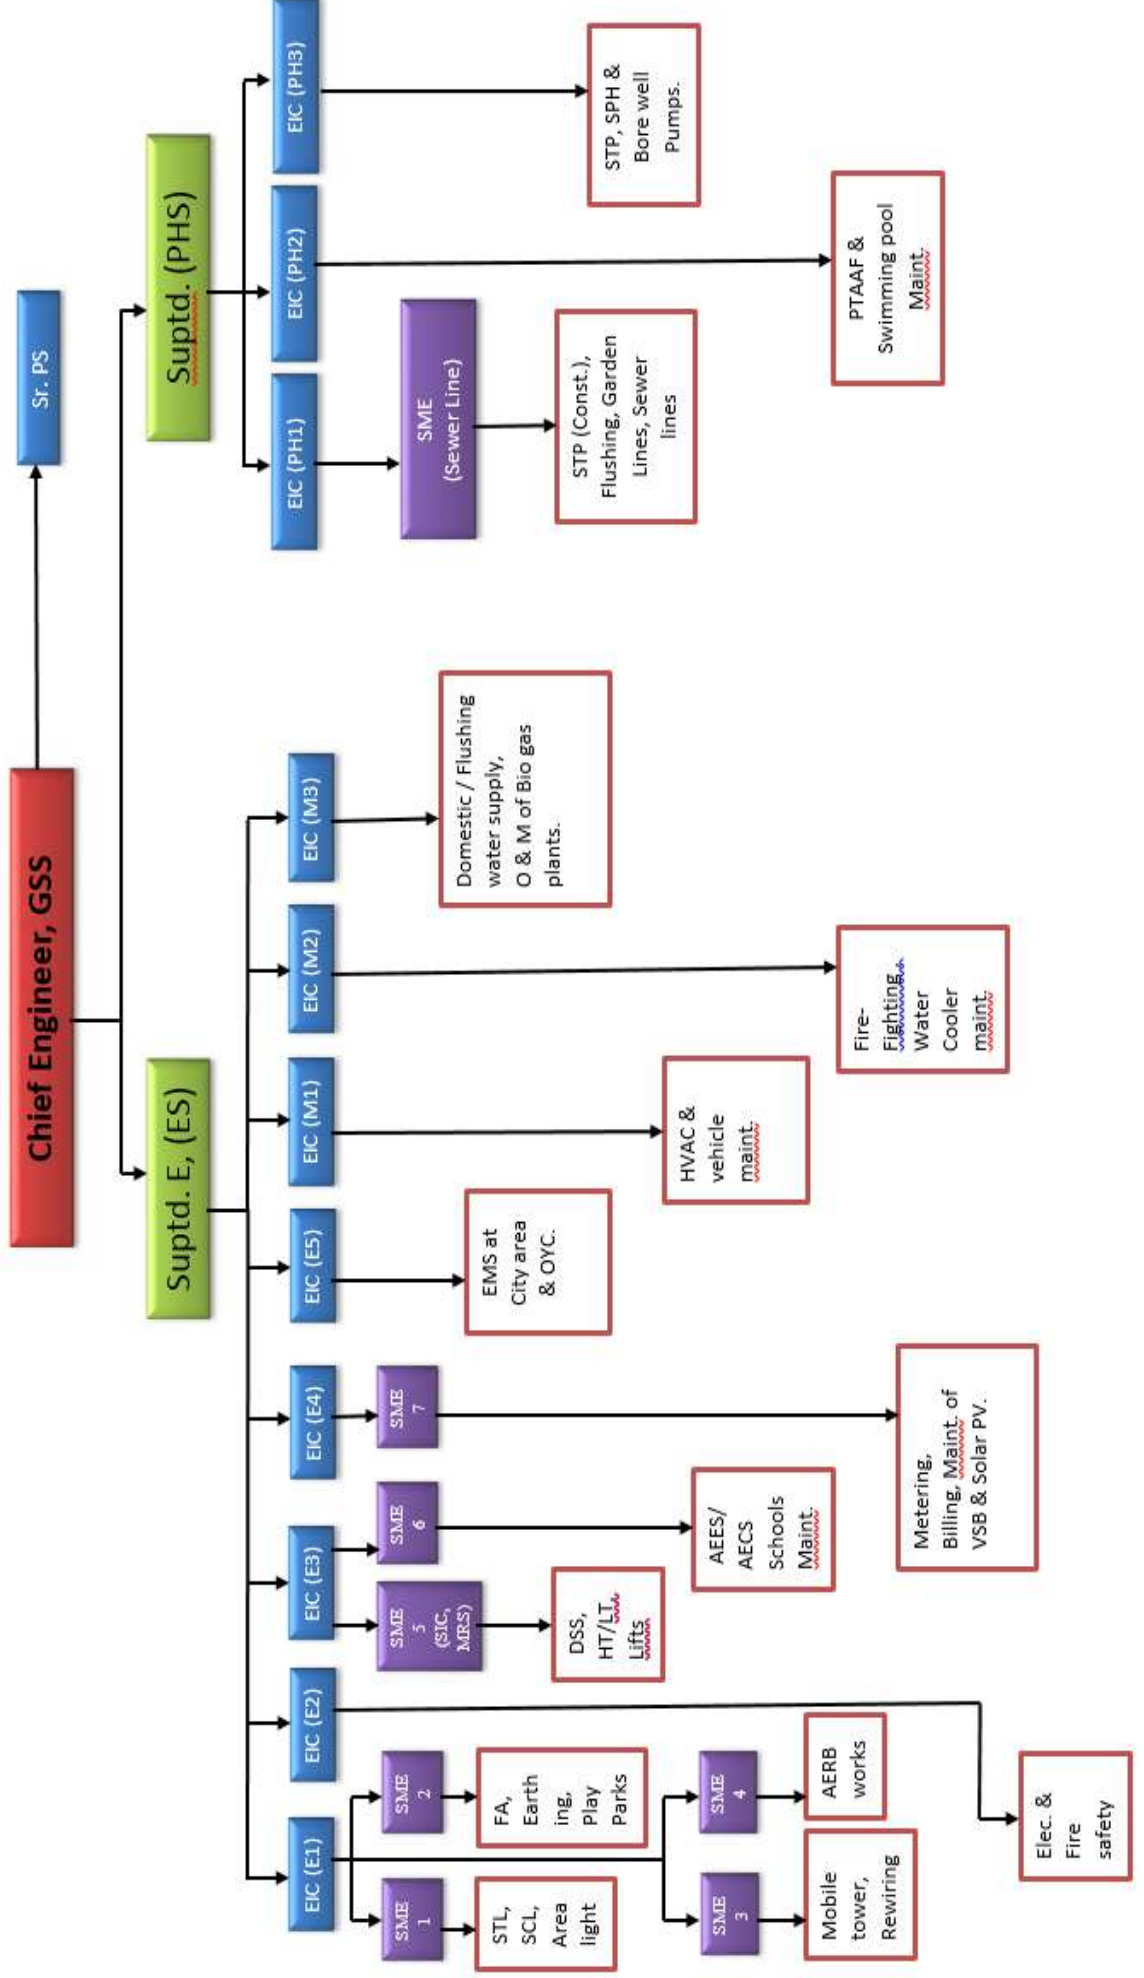 Chief Engineer, GSS
Sr. PS
Suptd. E, (ES)
Suptd. (PHS)
EIC (E1)
EIC (E2)
EIC (E3)
EIC (E4)
EIC (E5)
EIC (M1)
EIC (M2)
EIC (M3)
EIC (PH1)
EIC (PH2)
EIC (PH3)
SME
1
SME
2
SME
5
(SIC,
MRS)
SME
6
SME
7
SME
(Sewer Line)
STL,
SCL,
Area
light
FA,
Earth
ing,
Play
Parks
DSS,
HT/LT,
Lifts
EMS at
City area
& OYC.
Domestic / Flushing
water supply,
O & M of Bio gas
plants.
STP (Const.),
Flushing, Garden
Lines, Sewer
lines
STP, SPH &
Bore well
Pumps.
SME
3
SME
4
AEES/
AECS
Schools
Maint.
HVAC &
vehicle
maint.
Mobile
tower,
Rewiring
AERB
works
Metering,
Billing, Maint. of
VSB & Solar PV.
Fire-
Fighting,
Water
Cooler
maint.
PTAAF &
Swimming pool
Maint.
Elec. &
Fire
safety